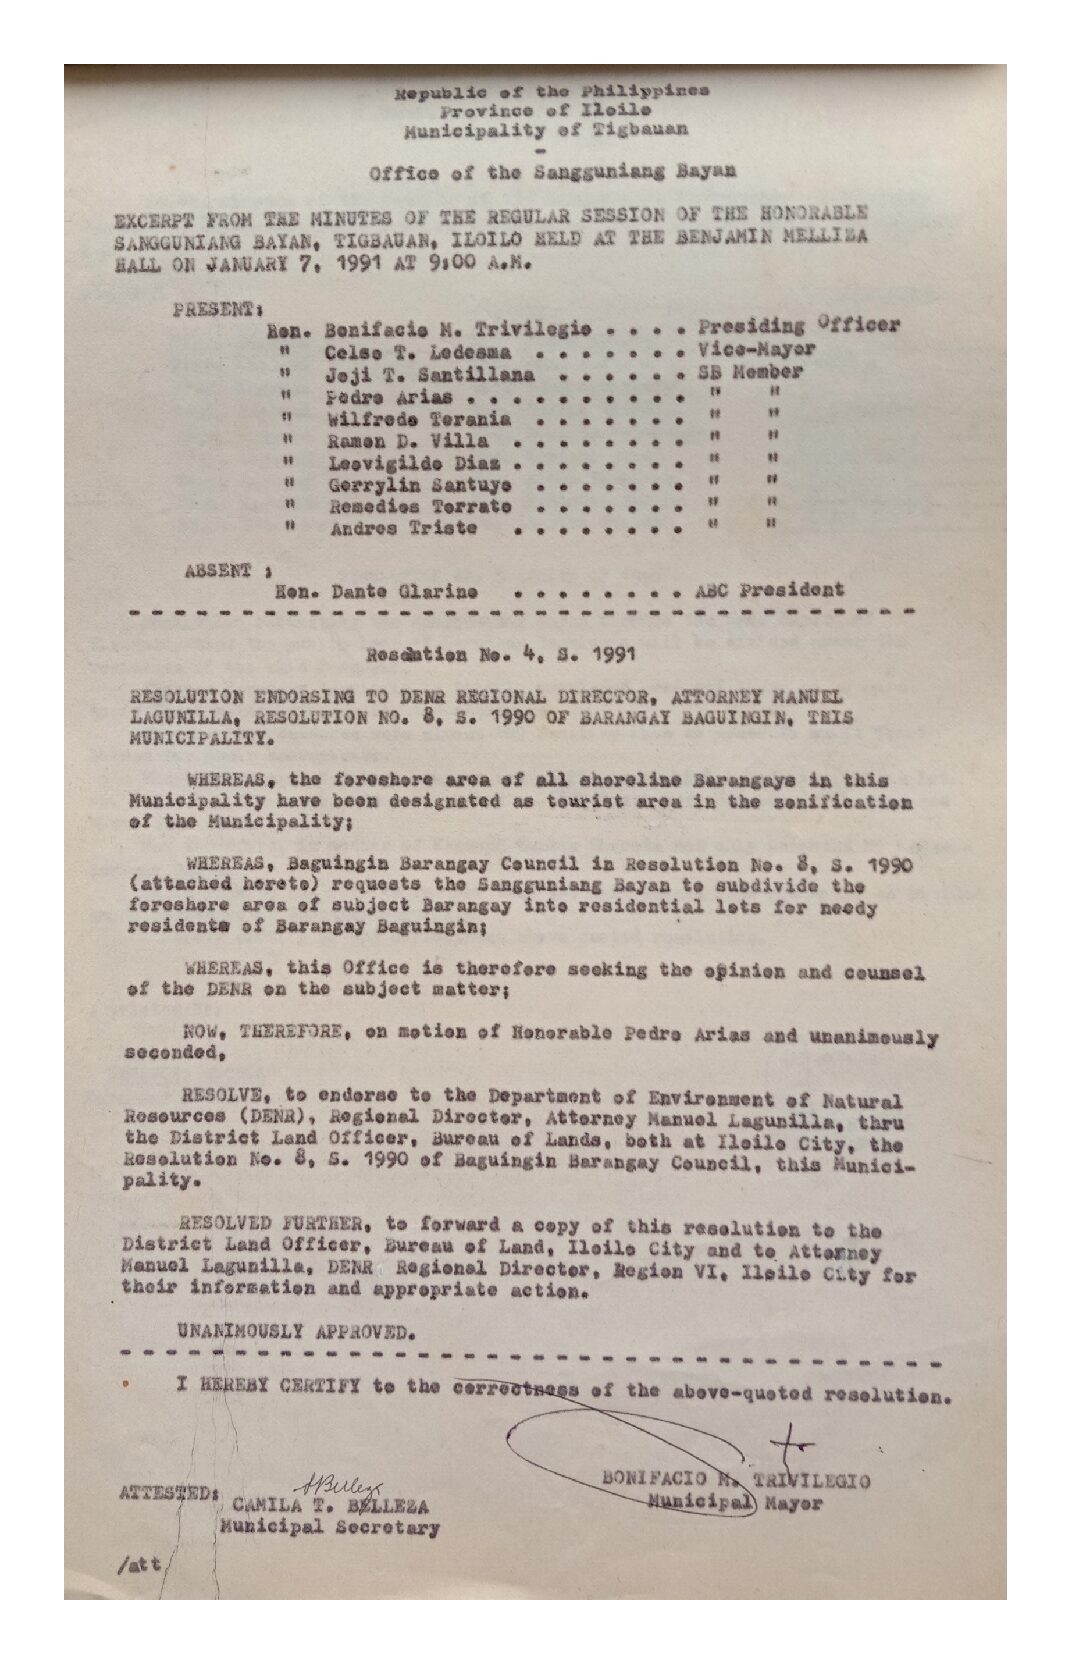 Republic of the Philippines
Province of Iloilo
Municipality of Tigbauan
-
Office of the Sangguniang Bayan
EXCERPT FROM THE MINUTES OF THE REGULAR SESSION OF THE HONORABLE
SANGGUNIANG BAYAN, TIGBAUAN, ILOILO HELD AT THE BENJAMIN MELLIZA
HALL ON JANUARY 7, 1991 AT 9:00 A.M.
PRESENT:
Hon. Bonifacio M. Trivilegio . . . . Presiding Officer
" Celso T. Ledesma . . . . . . . Vice-Mayor
" Joji T. Santillana . . . . . . SB Member
" Pedro Arias . . . . . . . . . . " "
" Wilfredo Terania . . . . . . . " "
" Ramon D. Villa . . . . . . . . " "
" Leovigildo Diaz . . . . . . . . " "
" Gerrylin Santuyo . . . . . . . " "
" Remedios Torrato . . . . . . . " "
" Andres Triste . . . . . . . . " "
ABSENT :
Hon. Dante Glarino . . . . . . . . ABC President
- - - - - - - - - - - - - - - - - - - - - - - - - - - - - - - - - - -
Resolution No. 4, S. 1991
RESOLUTION ENDORSING TO DENR REGIONAL DIRECTOR, ATTORNEY MANUEL
LAGUNILLA, RESOLUTION NO. 8, S. 1990 OF BARANGAY BAGUINGIN, THIS
MUNICIPALITY.
WHEREAS, the foreshore area of all shoreline Barangays in this
Municipality have been designated as tourist area in the zonification
of the Municipality;
WHEREAS, Baguingin Barangay Council in Resolution No. 8, S. 1990
(attached hereto) requests the Sangguniang Bayan to subdivide the
foreshore area of subject Barangay into residential lots for needy
residents of Barangay Baguingin;
WHEREAS, this Office is therefore seeking the opinion and counsel
of the DENR on the subject matter;
NOW, THEREFORE, on motion of Honorable Pedro Arias and unanimously
seconded,
RESOLVE, to endorse to the Department of Environment of Natural
Resources (DENR), Regional Director, Attorney Manuel Lagunilla, thru
the District Land Officer, Bureau of Lands, both at Iloilo City, the
Resolution No. 8, S. 1990 of Baguingin Barangay Council, this Munici-
pality.
RESOLVED FURTHER, to forward a copy of this resolution to the
District Land Officer, Bureau of Land, Iloilo City and to Attorney
Manuel Lagunilla, DENR Regional Director, Region VI, Iloilo City for
their information and appropriate action.
UNANIMOUSLY APPROVED.
- - - - - - - - - - - - - - - - - - - - - - - - - - - - - - - - - - - -
I HEREBY CERTIFY to the correctness of the above-quoted resolution.
BONIFACIO M. TRIVILEGIO
Municipal Mayor
ATTESTED:
CAMILA T. BELLEZA
Municipal Secretary
/att